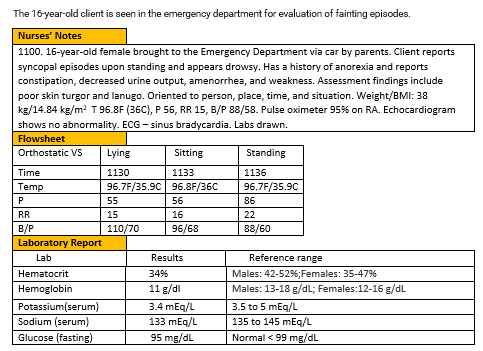 The 16-year-old client is seen in the emergency department for evaluation of fainting episodes.
Nurses' Notes
1100. 16-year-old female brought to the Emergency Department via car by parents. Client reports
syncopal episodes upon standing and appears drowsy. Has a history of anorexia and reports
constipation, decreased urine output, amenorrhea, and weakness. Assessment findings include
poor skin turgor and lanugo. Oriented to person, place, time, and situation. Weight/BMI: 38
kg/14.84 kg/m² T 96.8F (36C), P 56, RR 15, B/P 88/58. Pulse oximeter 95% on RA. Echocardiogram
shows no abnormality. ECG – sinus bradycardia. Labs drawn.
Flowsheet
Orthostatic VS Lying Sitting Standing
Time 1130 1133 1136
Temp 96.7F/35.9C 96.8F/36C 96.7F/35.9C
P 55 56 86
RR 15 16 22
B/P 110/70 96/68 88/60
Laboratory Report
Lab Results Reference range
Hematocrit 34% Males: 42-52%;Females: 35-47%
Hemoglobin 11 g/dl Males: 13-18 g/dL; Females:12-16 g/dL
Potassium(serum) 3.4 mEq/L 3.5 to 5 mEq/L
Sodium (serum) 133 mEq/L 135 to 145 mEq/L
Glucose (fasting) 95 mg/dL Normal < 99 mg/dL